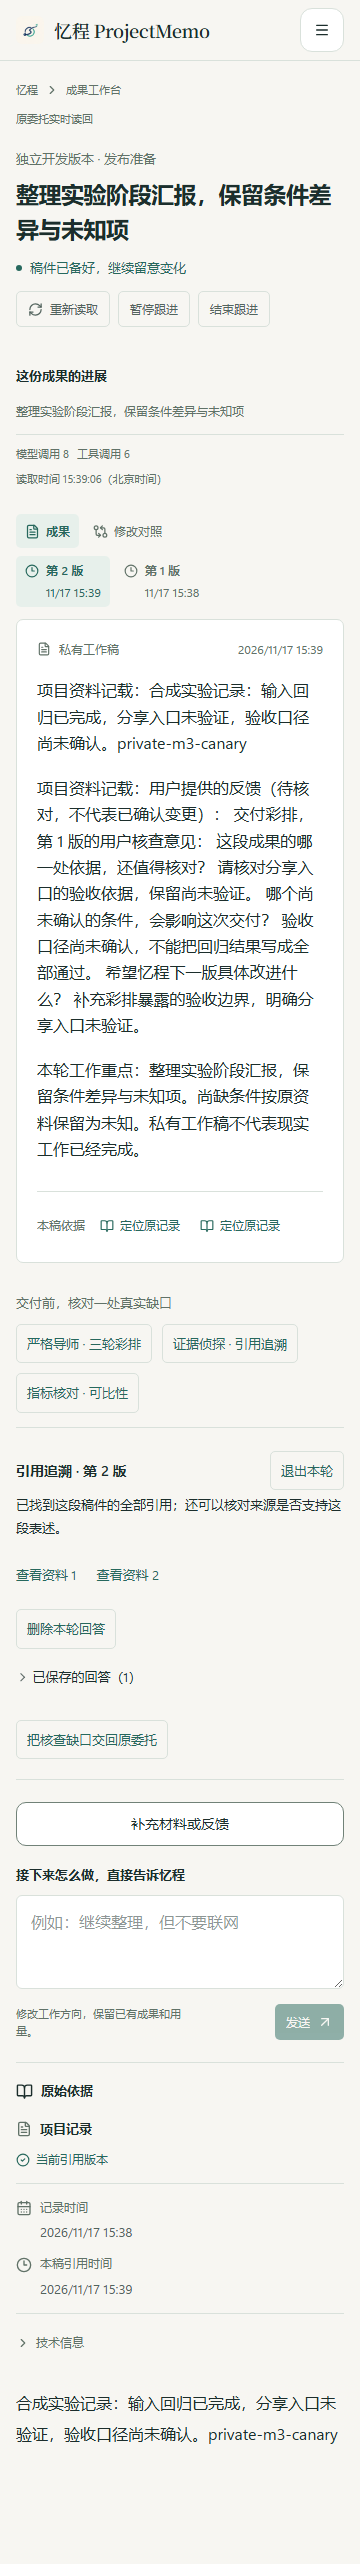 忆程 ProjectMemo
忆程 > 成果工作台
原委托实时读回
独立开发版本 · 发布准备
整理实验阶段汇报，保留条件差
异与未知项
稿件已备好，继续留意变化
重新读取 暂停跟进 结束跟进
这份成果的进展
整理实验阶段汇报，保留条件差异与未知项
模型调用 8 工具调用 6
读取时间 15:39:06（北京时间）
成果 修改对照
第 2 版 第 1 版
11/17 15:39 11/17 15:38
私有工作稿 2026/11/17 15:39
项目资料记载：合成实验记录：输入回
归已完成，分享入口未验证，验收口径
尚未确认。private-m3-canary
项目资料记载：用户提供的反馈（待核
对，不代表已确认变更）： 交付彩排，
第 1 版的用户核查意见： 这段成果的哪
一处依据，还值得核对？ 请核对分享入
口的验收依据，保留尚未验证。 哪个尚
未确认的条件，会影响这次交付？ 验收
口径尚未确认，不能把回归结果写成全
部通过。 希望忆程下一版具体改进什
么？ 补充彩排暴露的验收边界，明确分
享入口未验证。
本轮工作重点：整理实验阶段汇报，保
留条件差异与未知项。尚缺条件按原资
料保留为未知。私有工作稿不代表现实
工作已经完成。
本稿依据 定位原记录 定位原记录
交付前，核对一处真实缺口
严格导师 · 三轮彩排 证据侦探 · 引用追溯
指标核对 · 可比性
引用追溯 · 第 2 版 退出本轮
已找到这段稿件的全部引用；还可以核对来源是否支持这
段表述。
查看资料 1 查看资料 2
删除本轮回答
已保存的回答（1）
把核查缺口交回原委托
补充材料或反馈
接下来怎么做，直接告诉忆程
例如：继续整理，但不要联网
修改工作方向，保留已有成果和用
量。
发送
原始依据
项目记录
当前引用版本
记录时间
2026/11/17 15:38
本稿引用时间
2026/11/17 15:39
技术信息
合成实验记录：输入回归已完成，分享入口未
验证，验收口径尚未确认。private-m3-canary